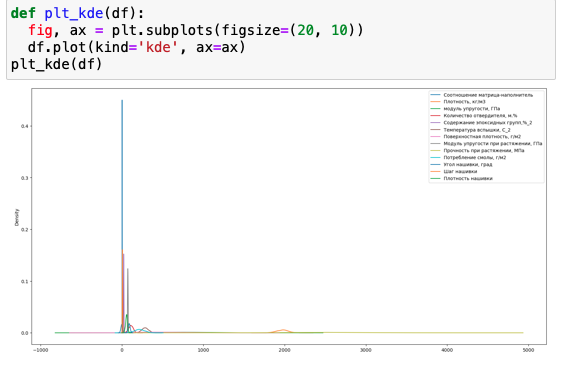 def plt_kde(df):
fig, ax = plt.subplots(figsize=(20, 10))
df.plot(kind='kde', ax=ax)
plt_kde(df)
Соотношение матрица-наполнитель
Плотность, кг/м3
модуль упругости, ГПа
Количество отвердителя, м.%
Содержание эпоксидных групп,%_2
Температура вспышки, С_2
Поверхностная плотность, г/м2
Модуль упругости при растяжении, ГПа
Прочность при растяжении, МПа
Потребление смолы, г/м2
Угол нашивки, град
Шаг нашивки
Плотность нашивки
Density
0.4
0.3
0.2
0.1
0.0
−1000 0 1000 2000 3000 4000 5000